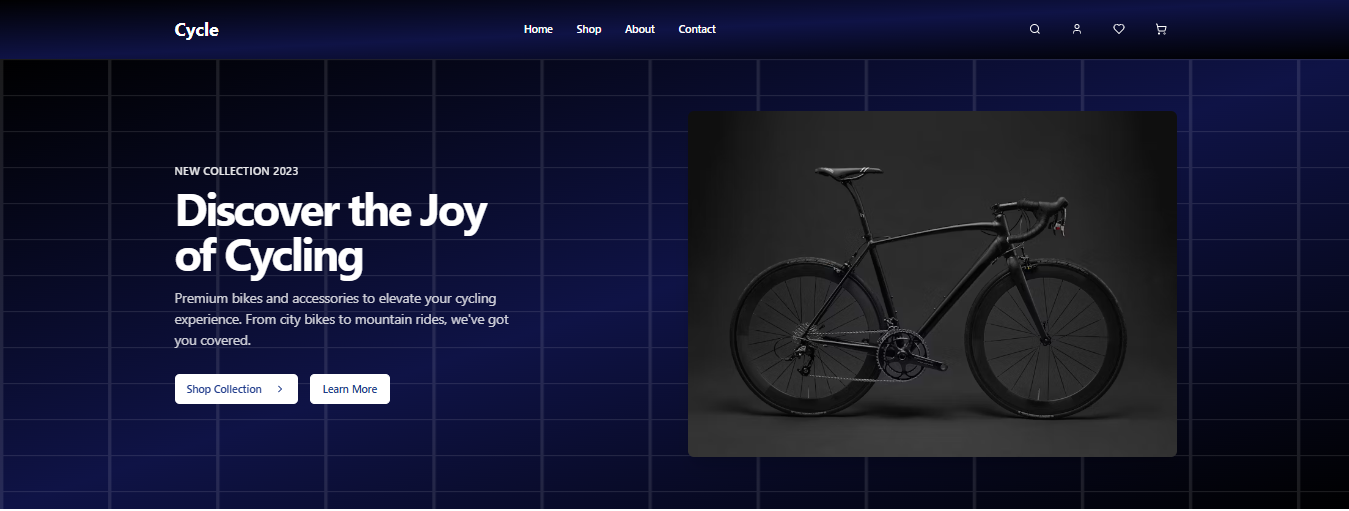 Cycle
Home Shop About Contact
NEW COLLECTION 2023
Discover the Joy
of Cycling
Premium bikes and accessories to elevate your cycling
experience. From city bikes to mountain rides, we've got
you covered.
Shop Collection
Learn More